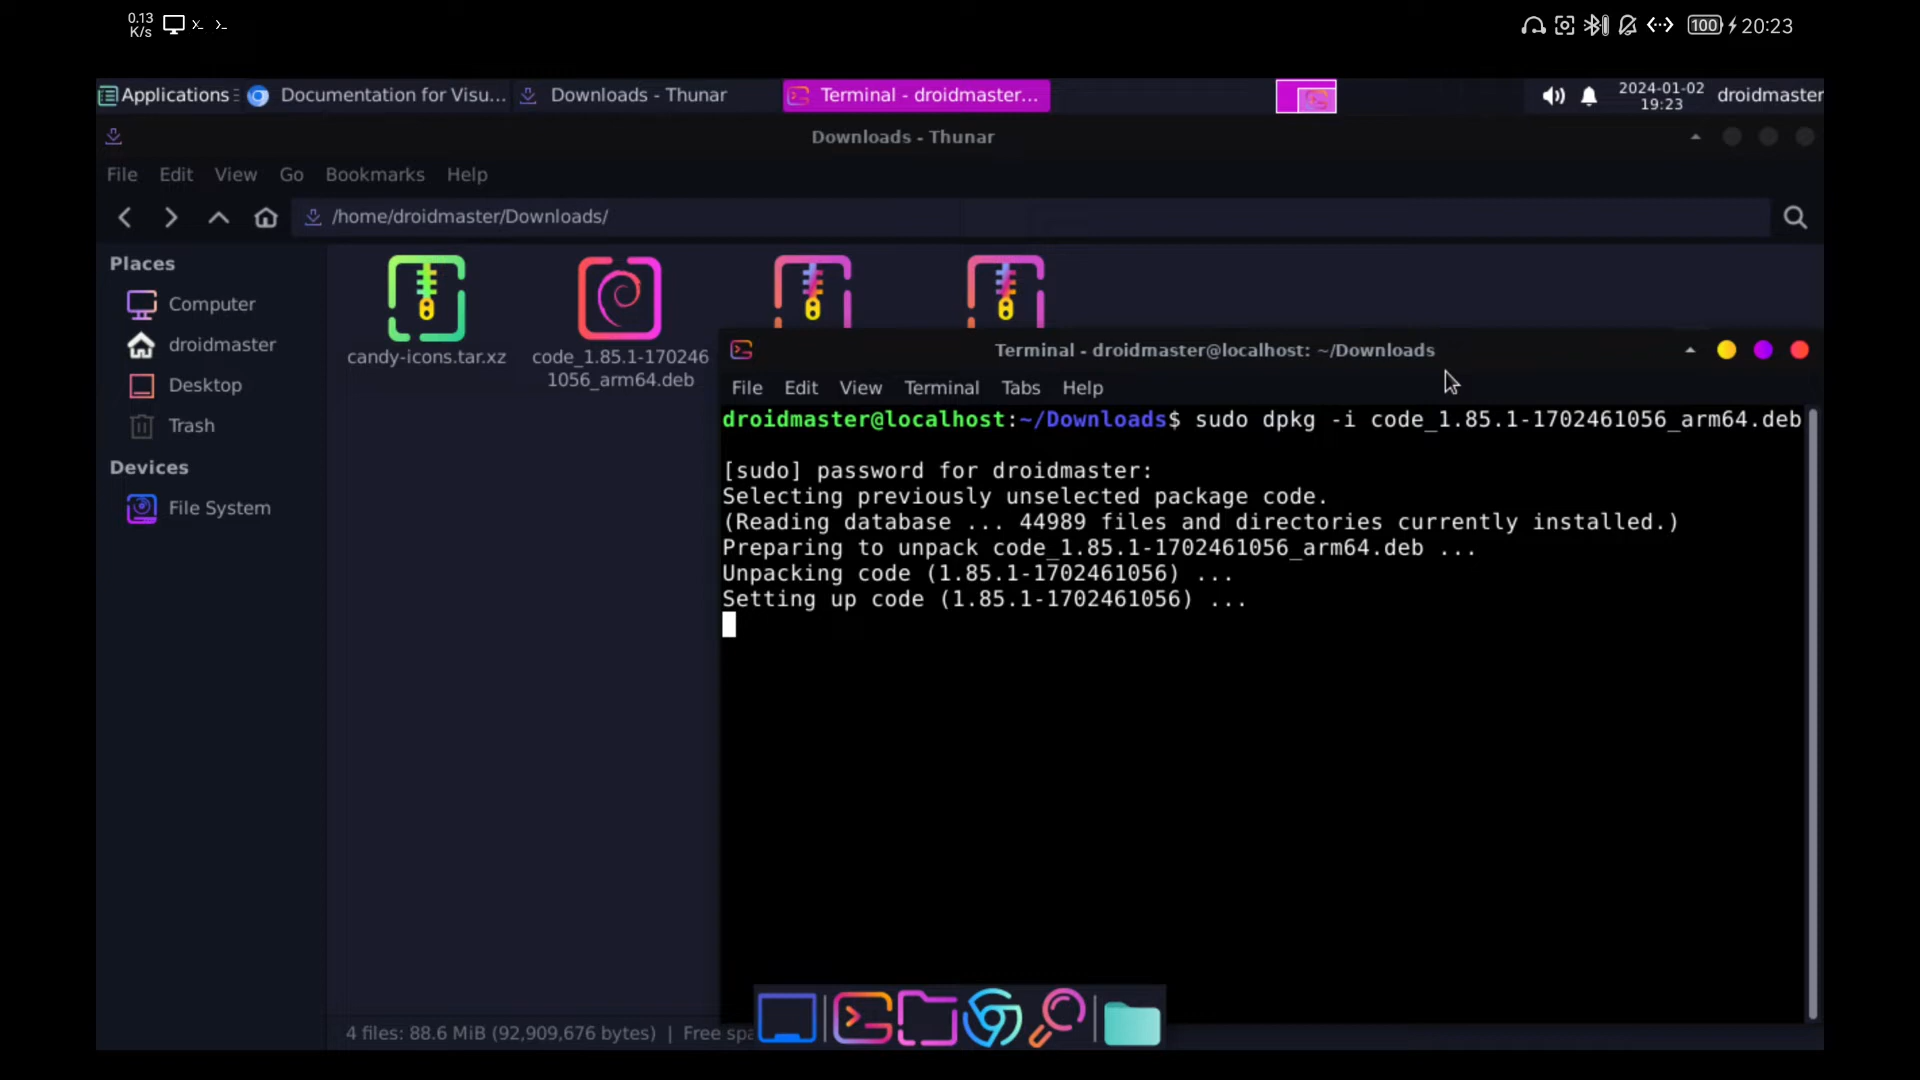 0.13
K/s
100 20:23
Applications Documentation for Visu... Downloads - Thunar Terminal - droidmaster... 2024-01-02 droidmaster
19:23
Downloads - Thunar
File Edit View Go Bookmarks Help
/home/droidmaster/Downloads/
Places
Computer
droidmaster
Desktop
Trash
Devices
File System
candy-icons.tar.xz
code_1.85.1-170246
1056_arm64.deb
Terminal - droidmaster@localhost: ~/Downloads
File Edit View Terminal Tabs Help
droidmaster@localhost:~/Downloads$ sudo dpkg -i code_1.85.1-1702461056_arm64.deb
[sudo] password for droidmaster:
Selecting previously unselected package code.
(Reading database ... 44989 files and directories currently installed.)
Preparing to unpack code_1.85.1-1702461056_arm64.deb ...
Unpacking code (1.85.1-1702461056) ...
Setting up code (1.85.1-1702461056) ...
4 files: 88.6 MiB (92,909,676 bytes) | Free spa